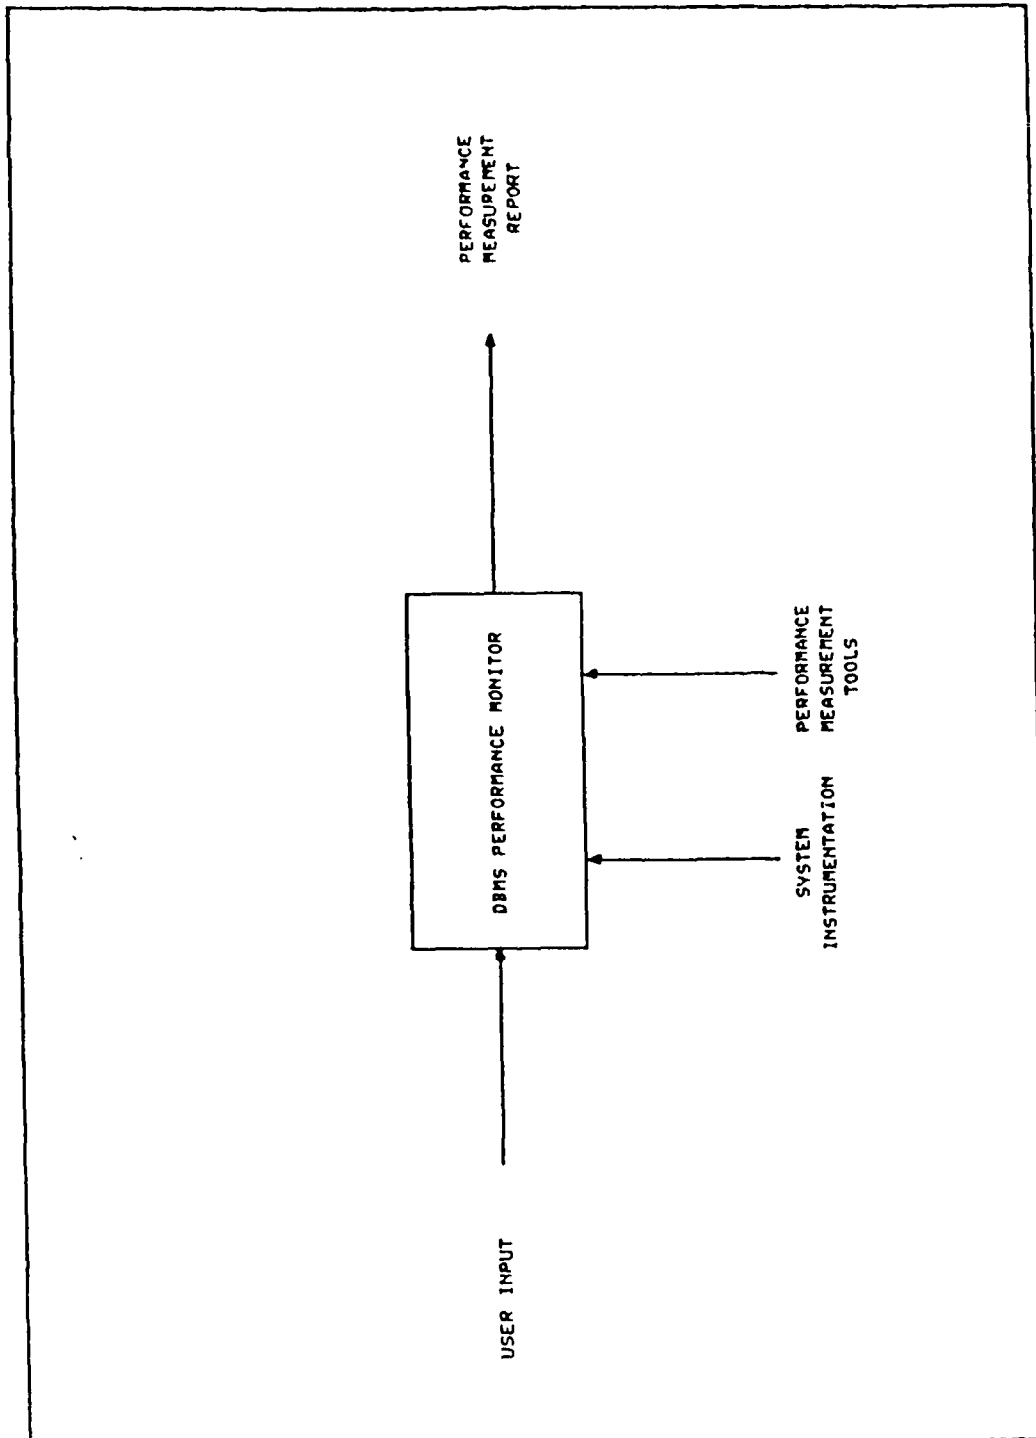 USER INPUT
DBMS PERFORMANCE MONITOR
PERFORMANCE
MEASUREMENT
REPORT
SYSTEM
INSTRUMENTATION
PERFORMANCE
MEASUREMENT
TOOLS